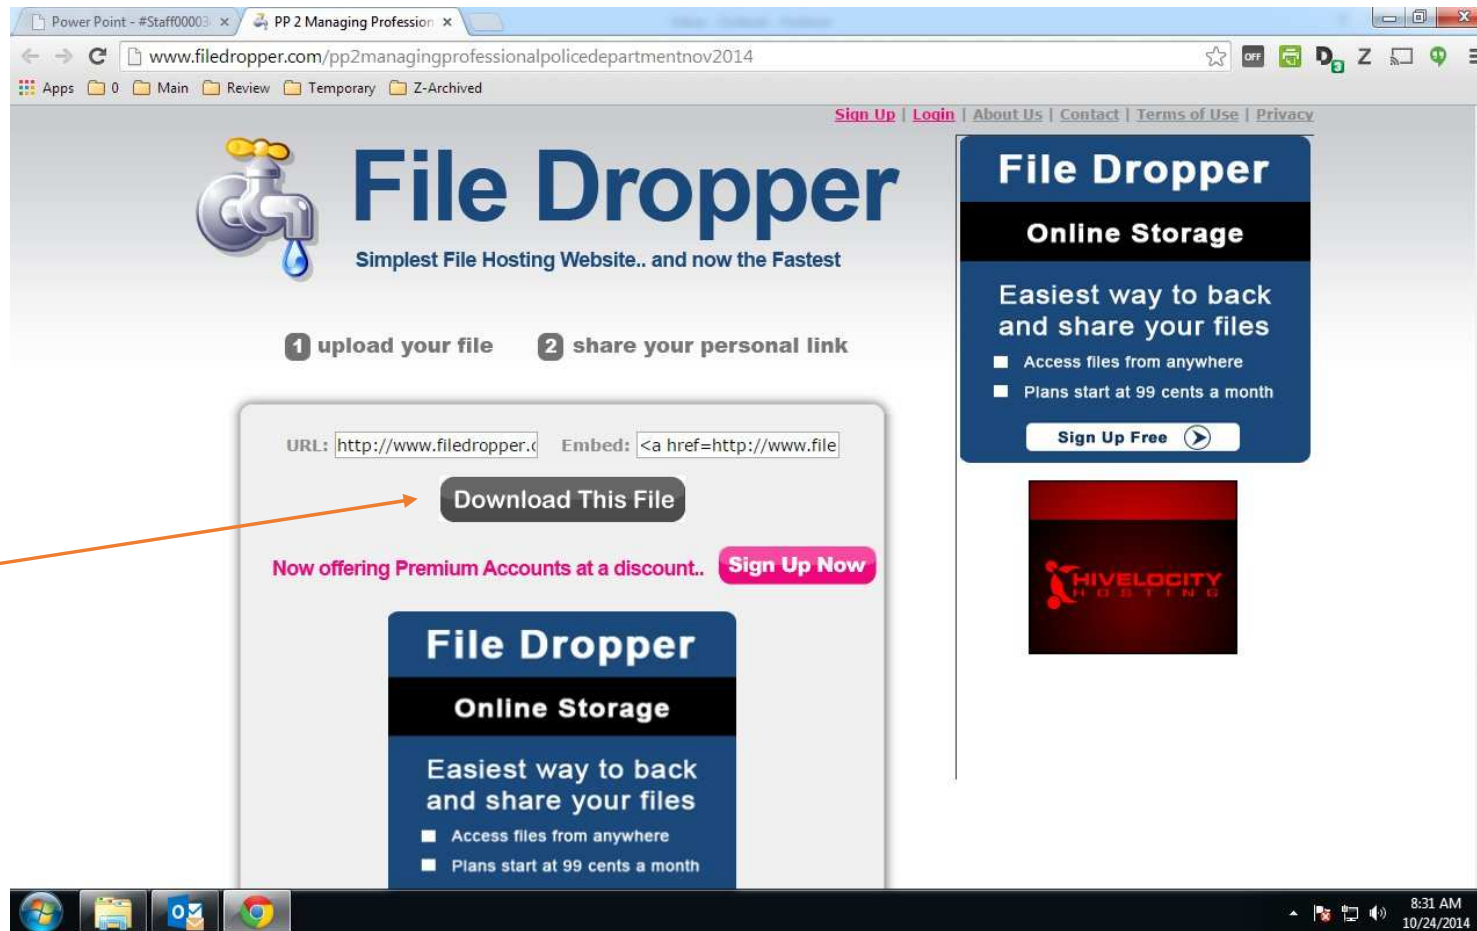 Power Point - #Staff00003
PP 2 Managing Profession
www.filedropper.com/pp2managingprofessionalpolicedepartmentnov2014
OFF
D
3
Z
Apps 0 Main Review Temporary Z-Archived
Sign Up | Login | About Us | Contact | Terms of Use | Privacy
File Dropper
Simplest File Hosting Website.. and now the Fastest
1 upload your file 2 share your personal link
URL: http://www.filedropper.c Embed: <a href=http://www.file
Download This File
Now offering Premium Accounts at a discount.. Sign Up Now
File Dropper
Online Storage
Easiest way to back
and share your files
Access files from anywhere
Plans start at 99 cents a month
File Dropper
Online Storage
Easiest way to back
and share your files
Access files from anywhere
Plans start at 99 cents a month
Sign Up Free
HIVELOCITY
HOSTING
8:31 AM
10/24/2014